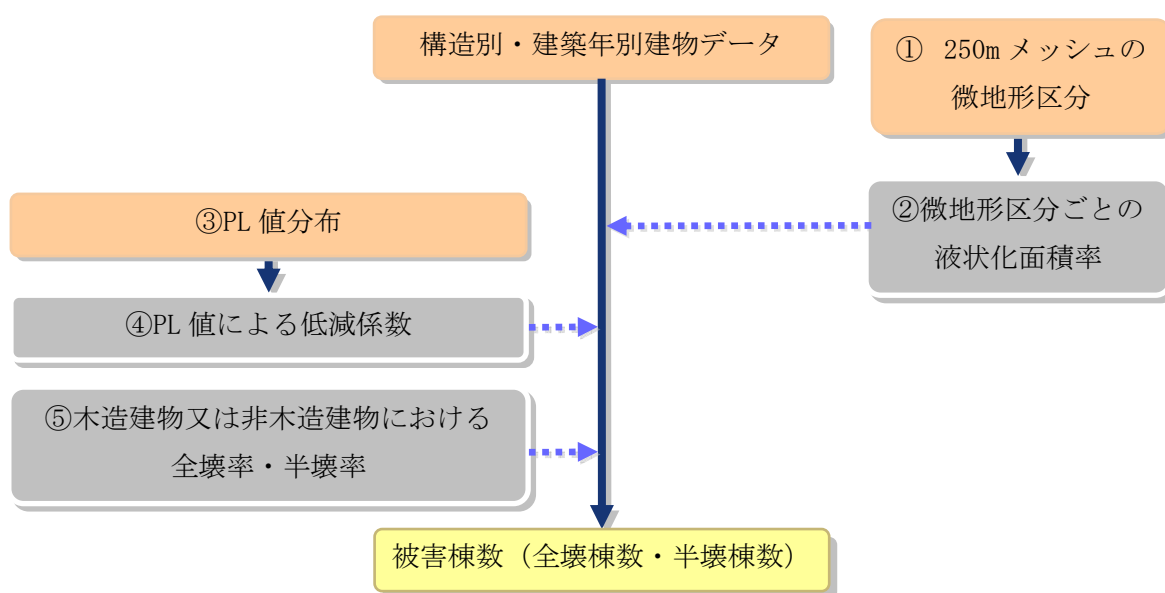 構造別・建築年別建物データ
① 250m メッシュの
微地形区分
②微地形区分ごとの
液状化面積率
③PL 値分布
④PL 値による低減係数
⑤木造建物又は非木造建物における
全壊率・半壊率
被害棟数（全壊棟数・半壊棟数）